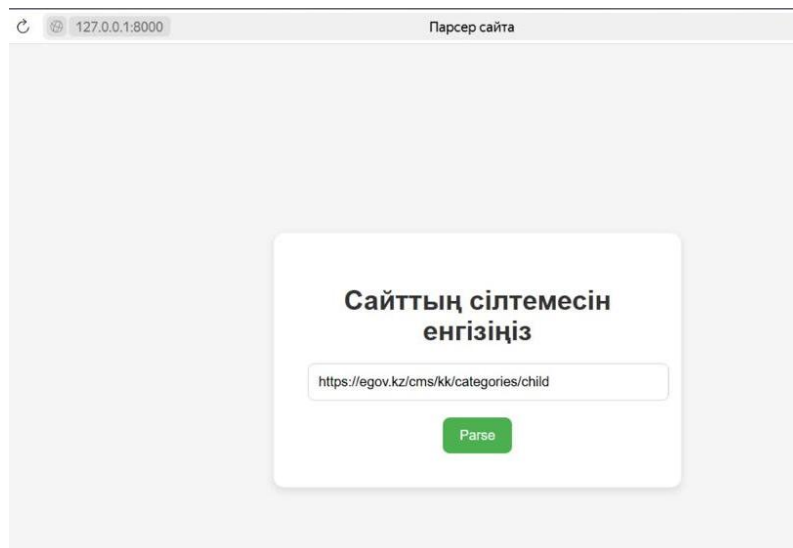 127.0.0.1:8000
Парсер сайта
Сайттың сілтемесін
енгізіңіз
https://egov.kz/cms/kk/categories/child
Parse